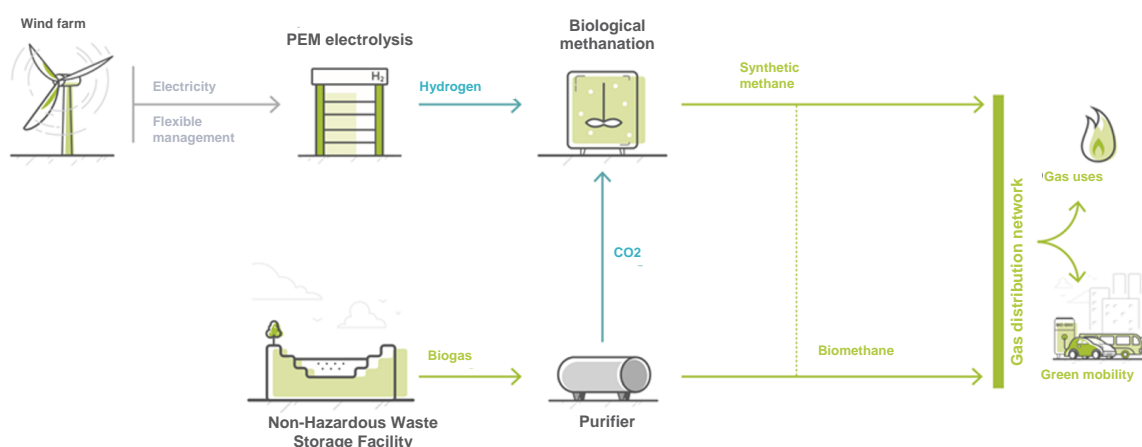 Wind farm
PEM electrolysis
Biological
methanation
H2
Electricity
Flexible
management
Hydrogen
Synthetic
methane
Gas uses
CO2
Gas distribution network
Biogas
Biomethane
Green mobility
Non-Hazardous Waste
Storage Facility
Purifier